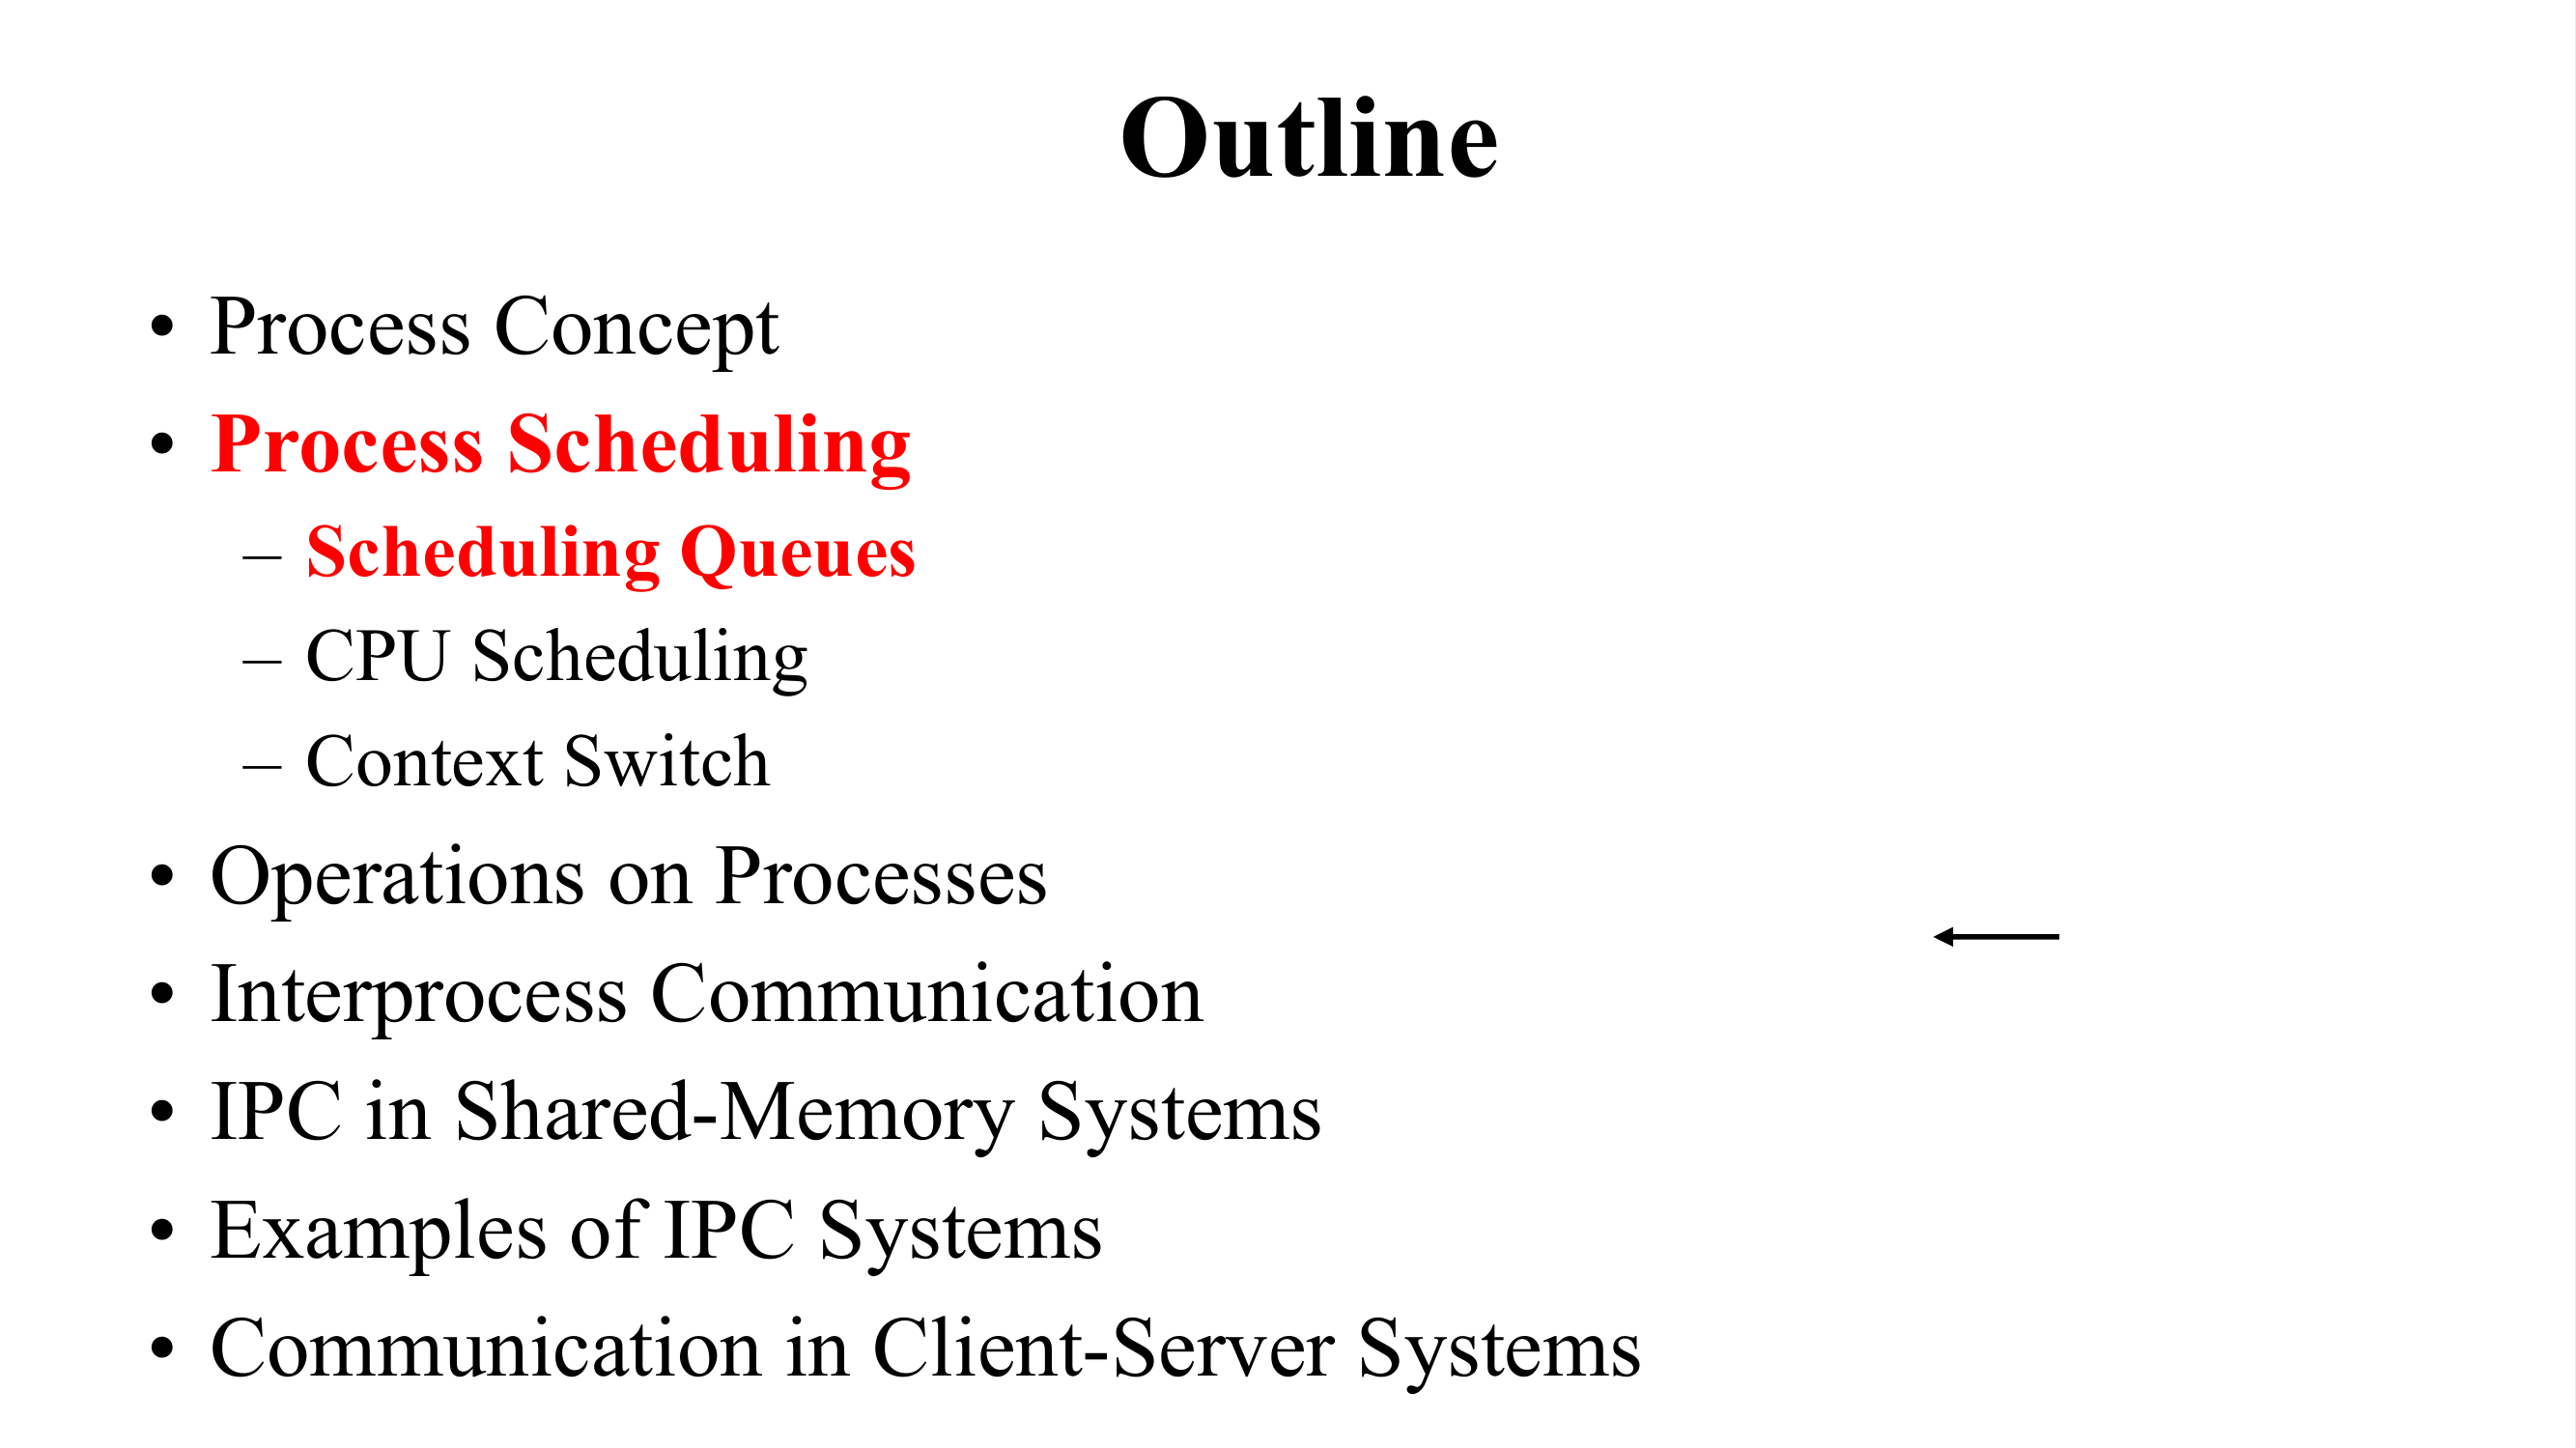 Outline
• Process Concept
• Process Scheduling
– Scheduling Queues
– CPU Scheduling
– Context Switch
• Operations on Processes
• Interprocess Communication
• IPC in Shared-Memory Systems
• Examples of IPC Systems
• Communication in Client-Server Systems